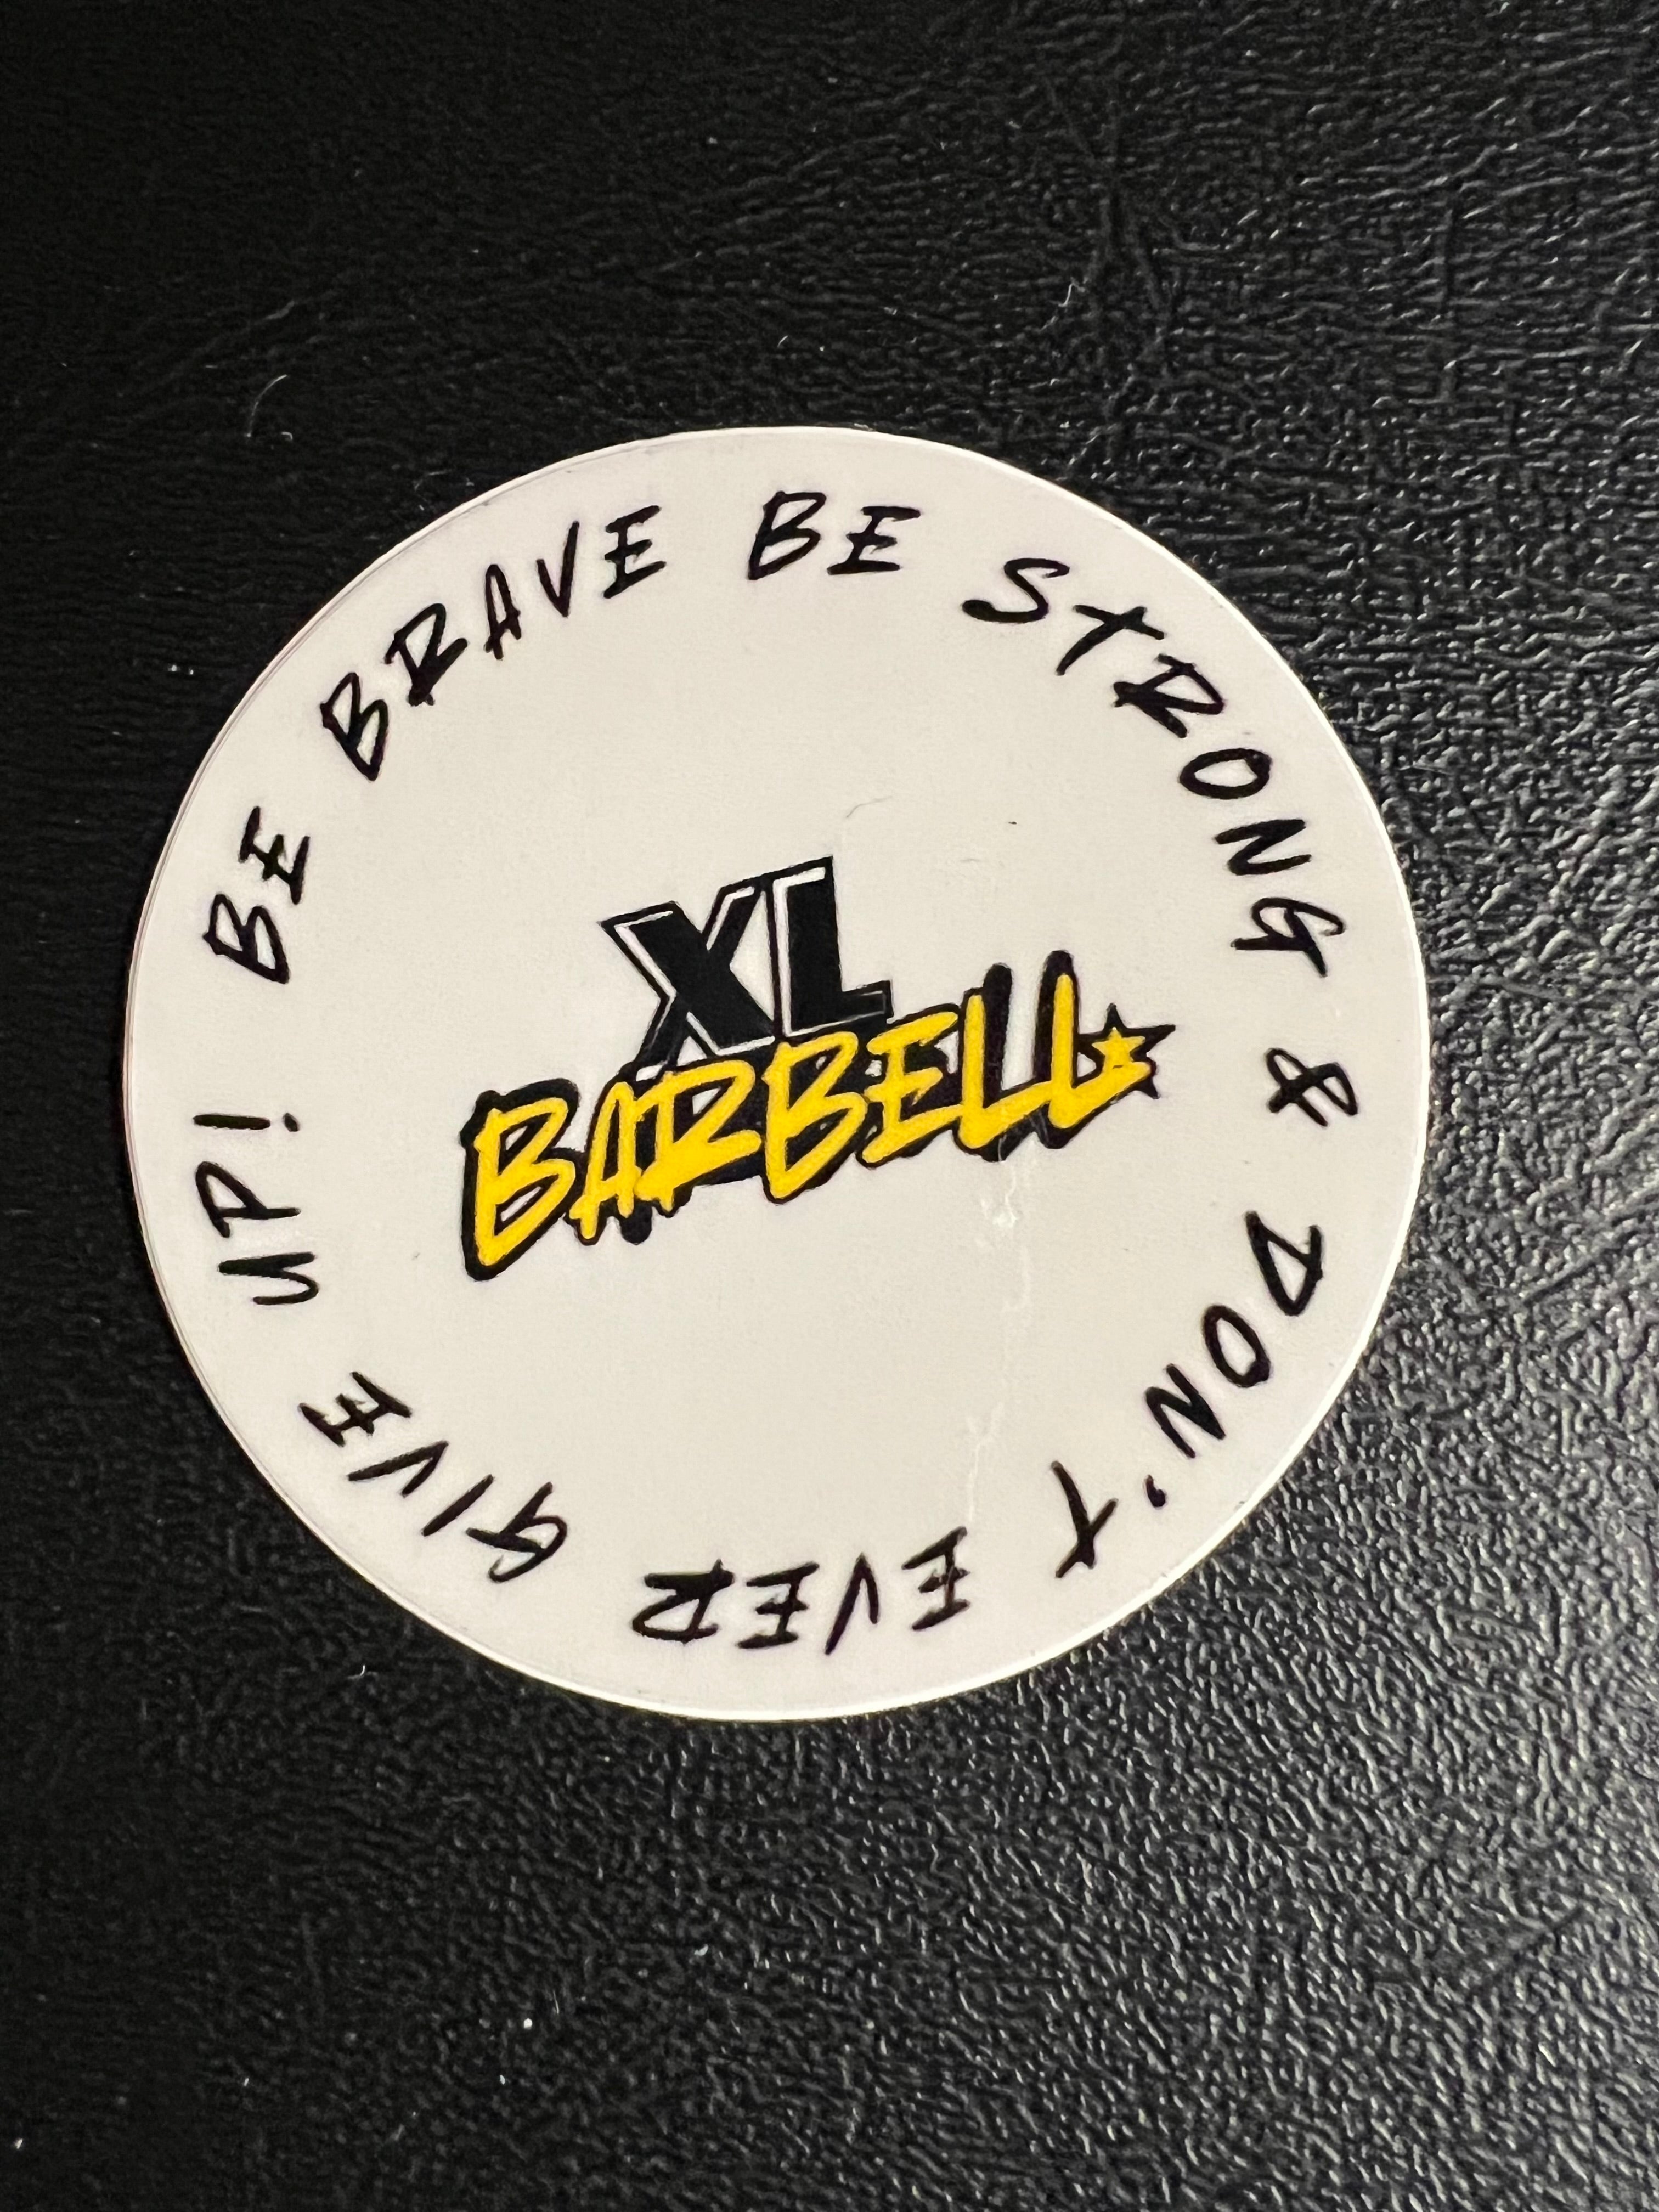 BE BRAVE BE STRONG & DON'T EVER GIVE UP!
XL
BARBELL